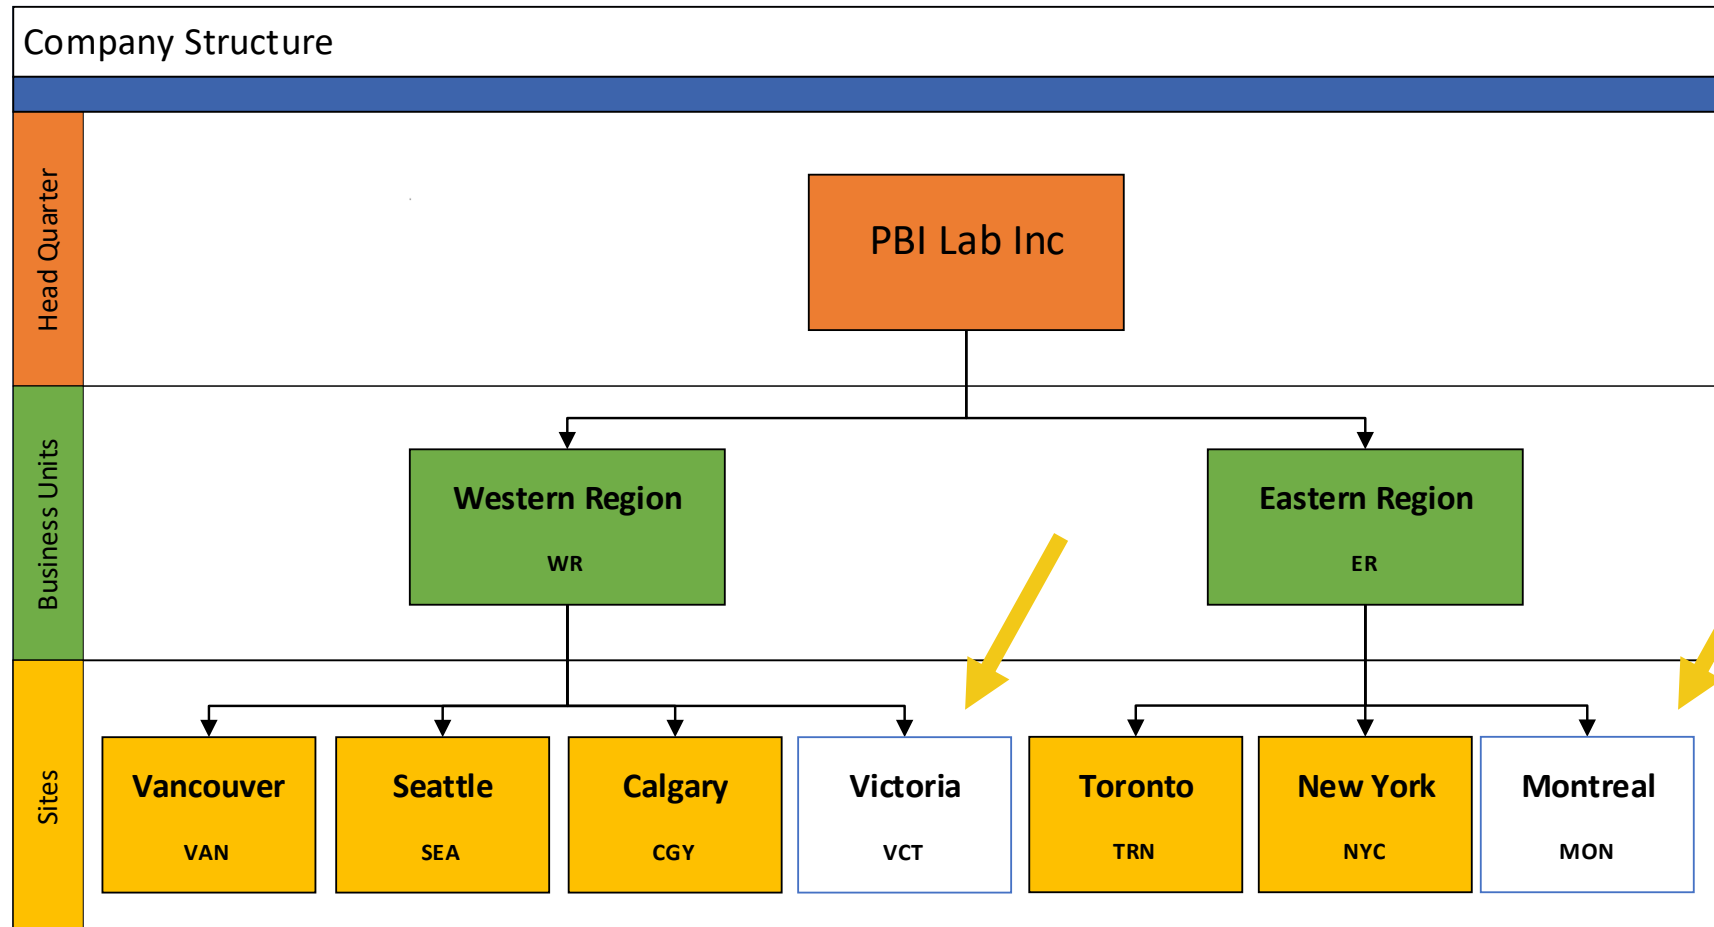 Company Structure
Head Quarter
PBI Lab Inc
Business Units
Western Region
WR
Eastern Region
ER
Sites
Vancouver
VAN
Seattle
SEA
Calgary
CGY
Victoria
VCT
Toronto
TRN
New York
NYC
Montreal
MON